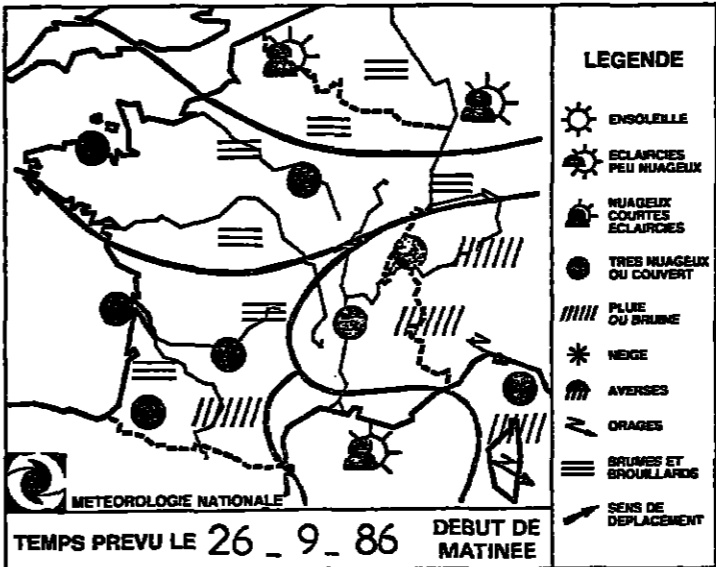 METEOROLOGIE NATIONALE
TEMPS PREVU LE 26 _ 9 _ 86 DEBUT DE
MATINEE
LEGENDE
ENSOLEILLE
ECLAIRCIES
PEU NUAGEUX
NUAGEUX
COURTES
ECLAIRCIES
TRES NUAGEUX
OU COUVERT
PLUIE
OU BRUINE
NEIGE
AVERSES
ORAGES
BRUMES ET
BROUILLARDS
SENS DE
DEPLACEMENT